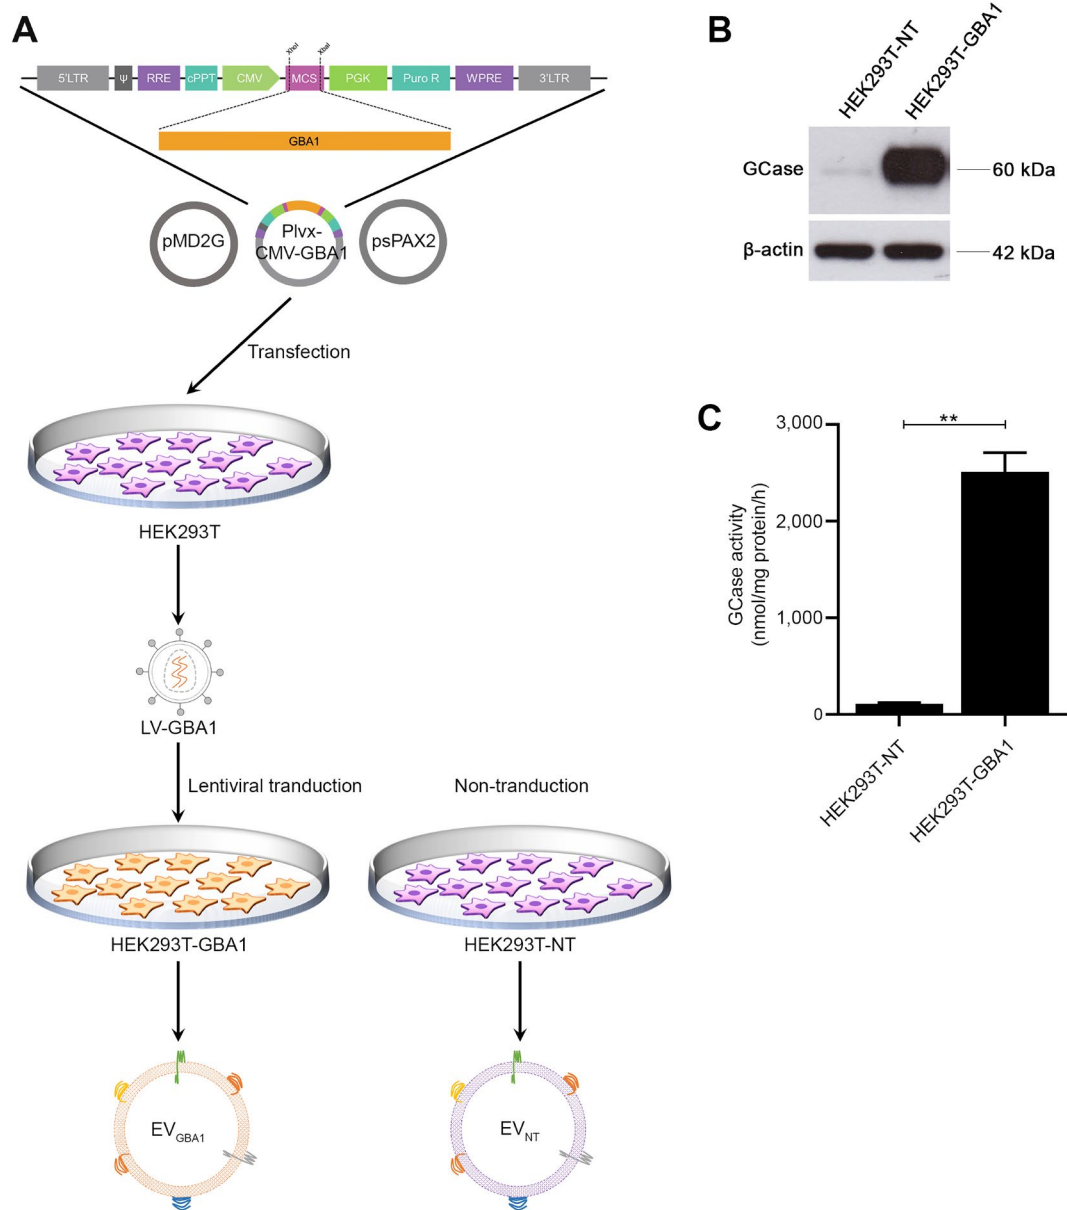 A
XhoI XbaI
5'LTR Ψ RRE cPPT CMV MCS PGK Puro R WPRE 3'LTR
GBA1
pMD2G
Plvx-
CMV-GBA1
psPAX2
Transfection
HEK293T
LV-GBA1
Lentiviral tranduction
Non-tranduction
HEK293T-GBA1
HEK293T-NT
EVGBA1
EVNT
B
HEK293T-NT
HEK293T-GBA1
GCase
60 kDa
β-actin
42 kDa
C
**
GCase activity
(nmol/mg protein/h)
3,000
2,000
1,000
0
HEK293T-NT
HEK293T-GBA1